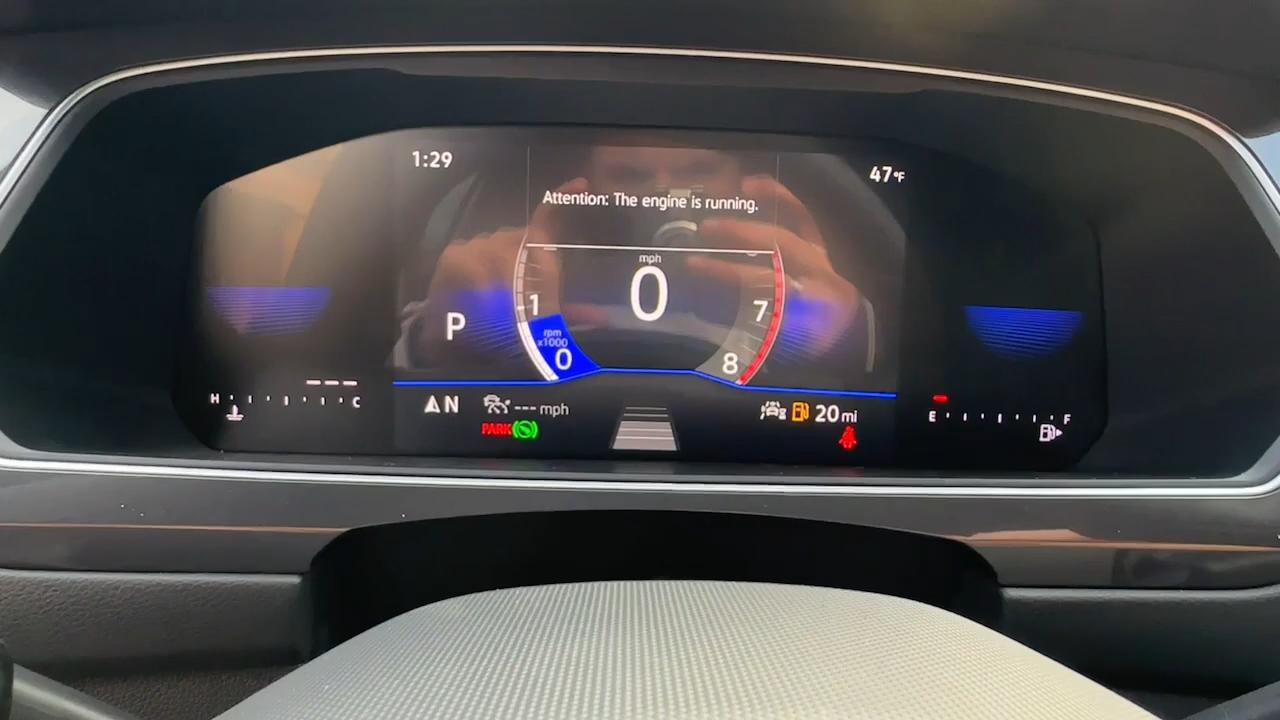 1:29
47°F
Attention: The engine is running.
mph
0
1
7
P
rpm
x1000
0
8
H
C
N
--- mph
20 mi
E
F
PARK